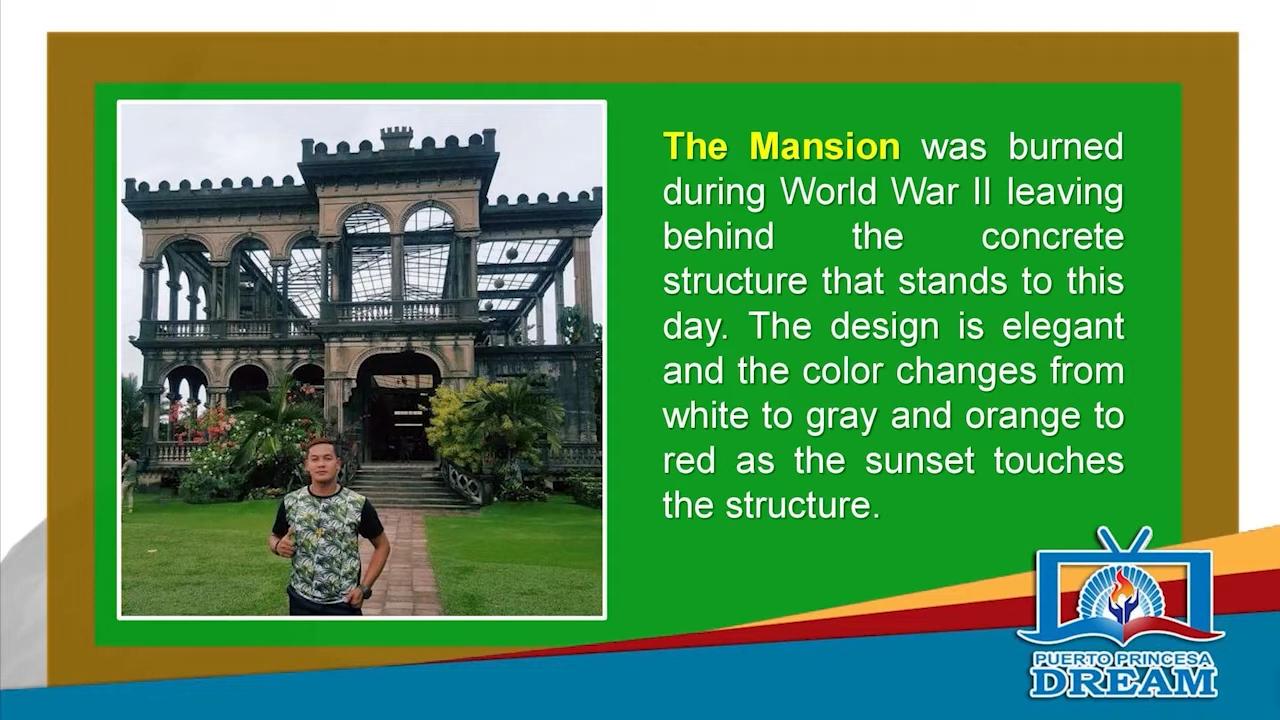 The Mansion was burned
during World War II leaving
behind the concrete
structure that stands to this
day. The design is elegant
and the color changes from
white to gray and orange to
red as the sunset touches
the structure.
PUERTO PRINCESA
DREAM